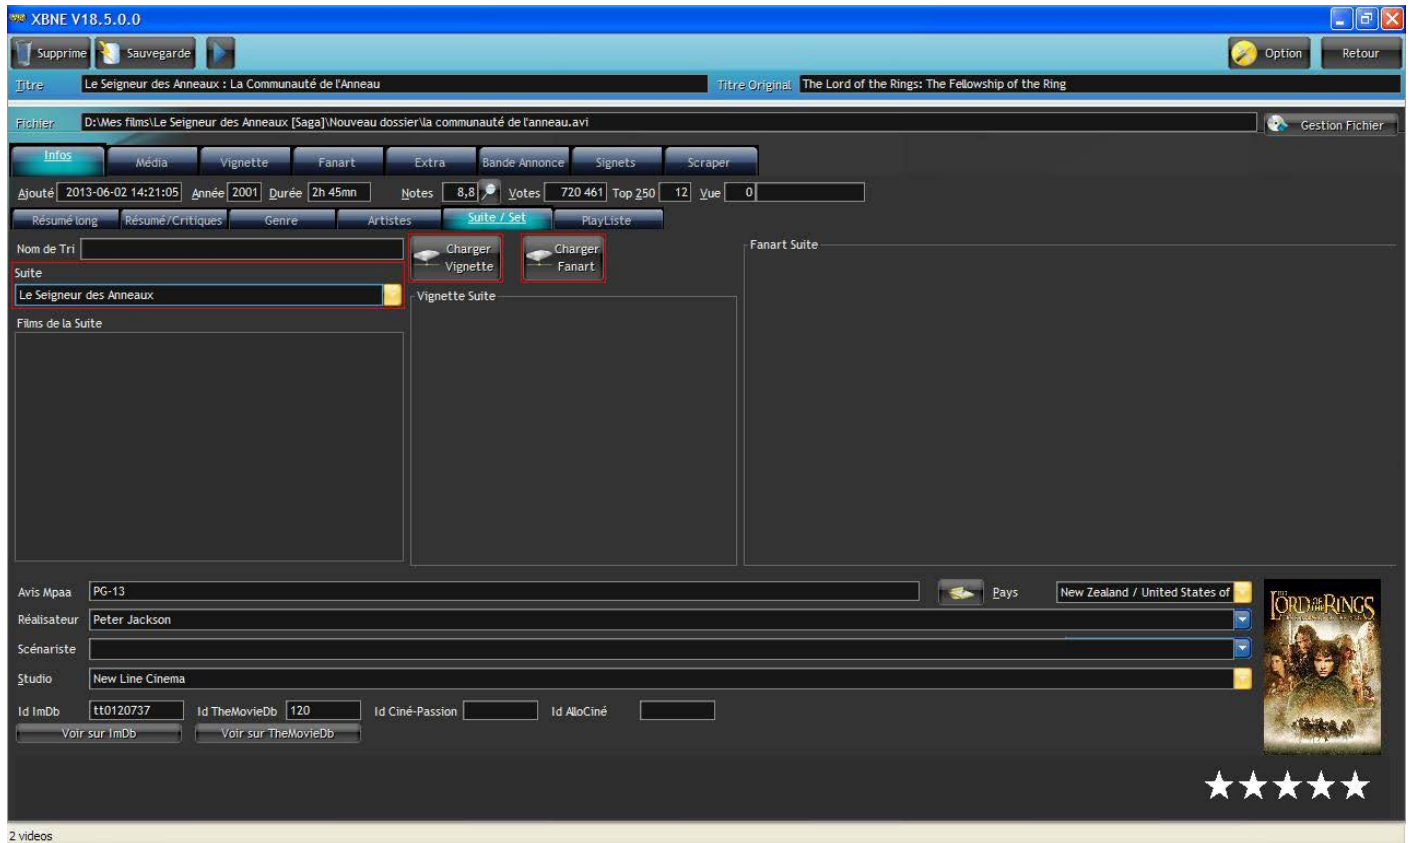 XBNE V18.5.0.0
Supprime Sauvegarde Option Retour
Titre Le Seigneur des Anneaux : La Communauté de l'Anneau Titre Original The Lord of the Rings: The Fellowship of the Ring
Fichier D:\Mes films\Le Seigneur des Anneaux [Saga]\Nouveau dossier\la communauté de l'anneau.avi Gestion Fichier
Infos Média Vignette Fanart Extra Bande Annonce Signets Scraper
Ajouté 2013-06-02 14:21:05 Année 2001 Durée 2h 45mn Notes 8,8 Votes 720 461 Top 250 12 Vue 0
Résumé long Résumé/Critiques Genre Artistes Suite / Set PlayListe
Nom de Tri Charger Vignette Charger Fanart Fanart Suite
Suite
Le Seigneur des Anneaux Vignette Suite
Films de la Suite
Avis Mpaa PG-13 Pays New Zealand / United States of
Réalisateur Peter Jackson
Scénariste
Studio New Line Cinema
Id ImDb tt0120737 Id TheMovieDb 120 Id Ciné-Passion Id AlloCiné
Voir sur ImDb Voir sur TheMovieDb
THE LORD OF THE RINGS
2 videos